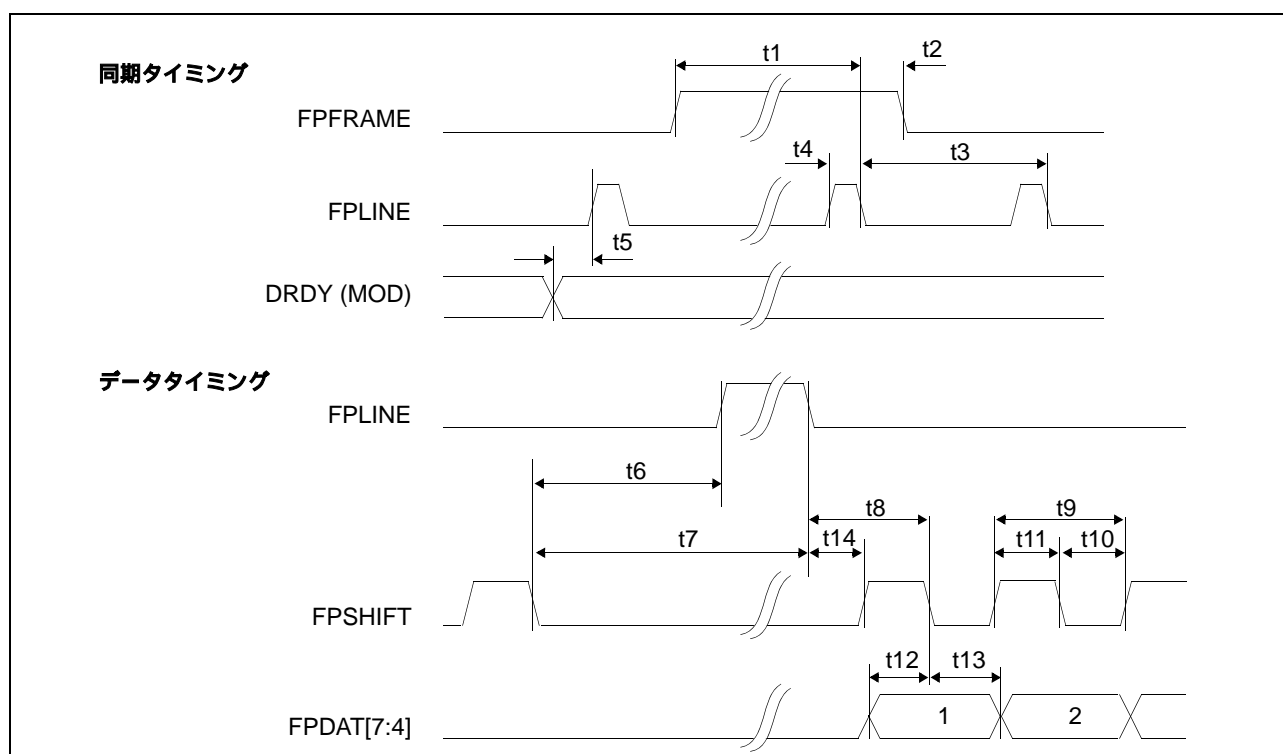 同期タイミング
t1
t2
FPFRAME
t4
t3
FPLINE
t5
DRDY (MOD)
データタイミング
FPLINE
t6
t8
t9
t7
t14
t11
t10
FPSHIFT
t12
t13
FPDAT[7:4]
1
2